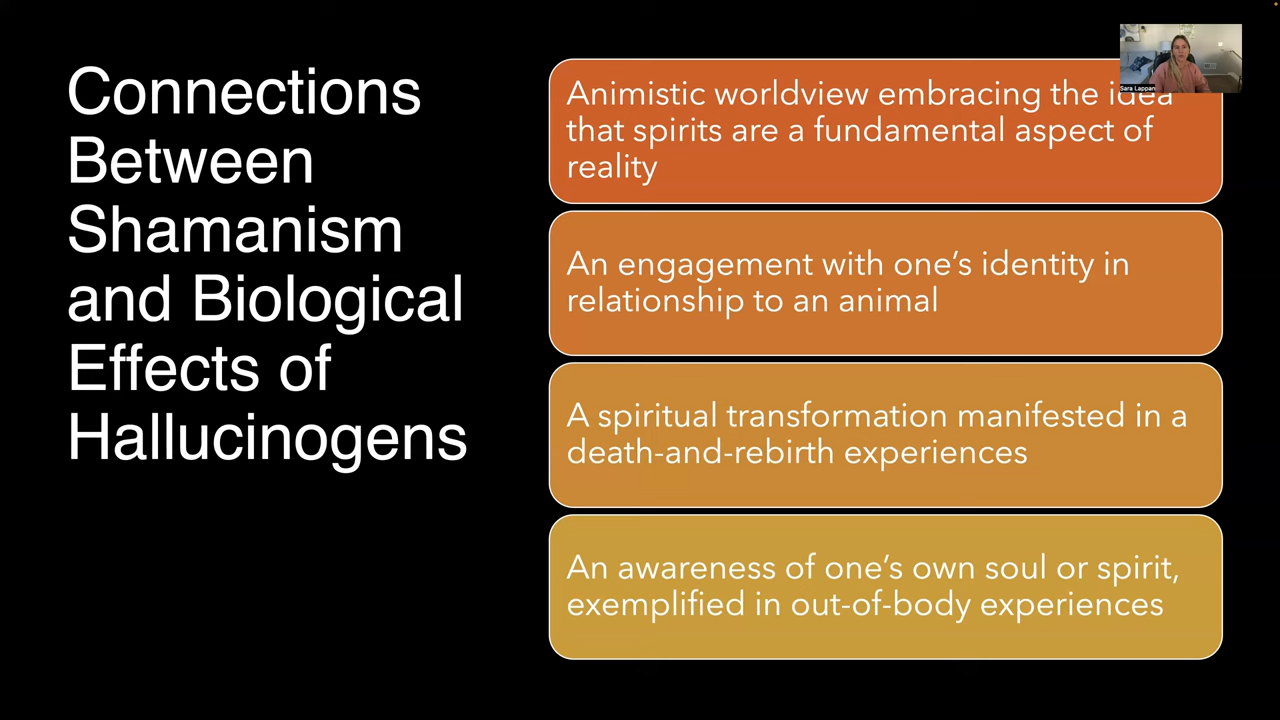 Connections
Between
Shamanism
and Biological
Effects of
Hallucinogens
Animistic worldview embracing the idea
that spirits are a fundamental aspect of
reality
An engagement with one’s identity in
relationship to an animal
A spiritual transformation manifested in a
death-and-rebirth experiences
An awareness of one’s own soul or spirit,
exemplified in out-of-body experiences
Sara Lappan